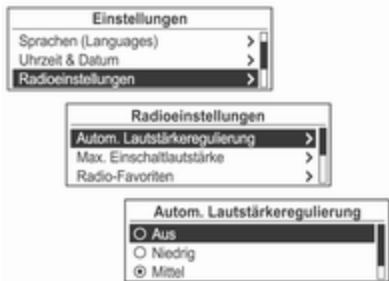 Einstellungen
Sprachen (Languages)
Uhrzeit & Datum
Radioeinstellungen
Radioeinstellungen
Autom. Lautstärkeregulierung
Max. Einschaltlautstärke
Radio-Favoriten
Autom. Lautstärkeregulierung
Aus
Niedrig
Mittel